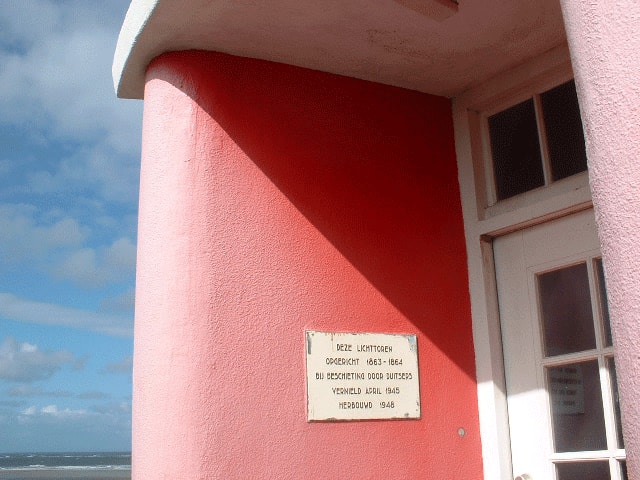 DEZE LICHTTOREN
OPGERICHT 1863-1864
BIJ BESCHIETING DOOR DUITSERS
VERNIELD APRIL 1945
HERBOUWD 1948